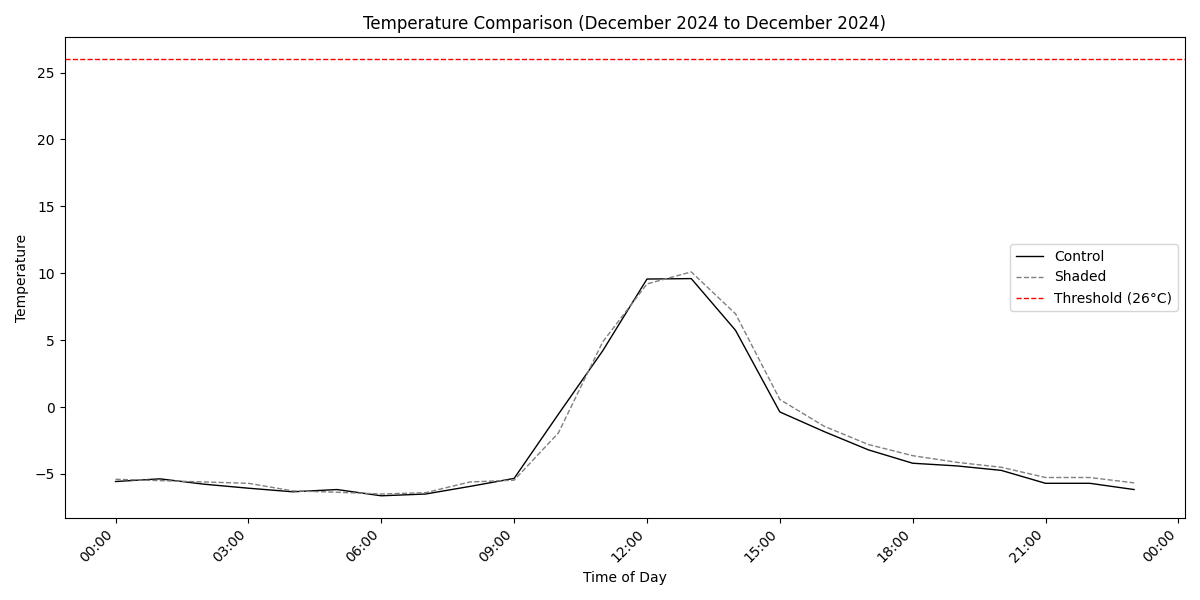 Temperature Comparison (December 2024 to December 2024)
Temperature
25
20
15
10
5
0
−5
Control
Shaded
Threshold (26°C)
00:00
03:00
06:00
09:00
12:00
15:00
18:00
21:00
00:00
Time of Day